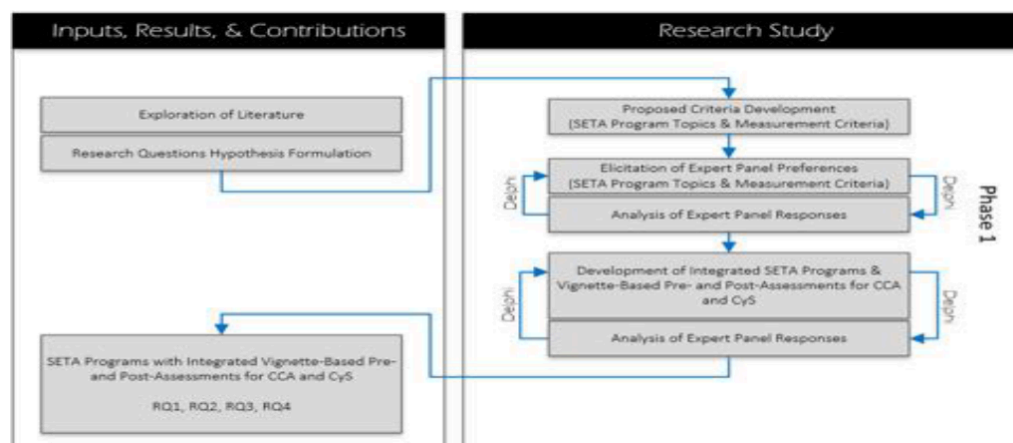 Inputs, Results, & Contributions
Exploration of Literature
Research Questions Hypothesis Formulation
SETA Programs with Integrated Vignette-Based Pre-
and Post-Assessments for CCA and CyS
RQ1, RQ2, RQ3, RQ4
Research Study
Proposed Criteria Development
(SETA Program Topics & Measurement Criteria)
Elicitation of Expert Panel Preferences
(SETA Program Topics & Measurement Criteria)
Analysis of Expert Panel Responses
Delphi
Delphi
Development of Integrated SETA Programs &
Vignette-Based Pre- and Post-Assessments for CCA
and CyS
Analysis of Expert Panel Responses
Delphi
Delphi
Phase 1